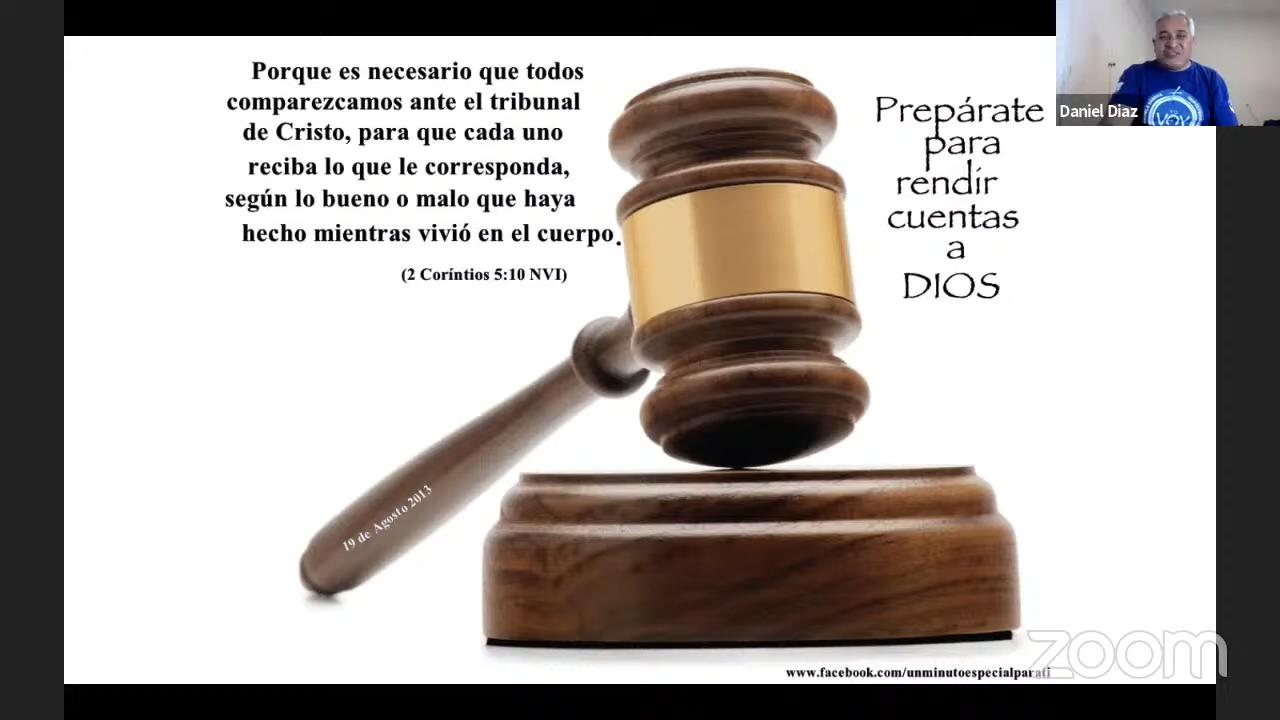 Porque es necesario que todos
comparezcamos ante el tribunal
de Cristo, para que cada uno
reciba lo que le corresponda,
según lo bueno o malo que haya
hecho mientras vivió en el cuerpo.
(2 Coríntios 5:10 NVI)
Prepárate
para
rendir
cuentas
a
DIOS
Daniel Diaz
VOY
19 de Agosto 2013
www.facebook.com/unminutoespecialparati
zoom